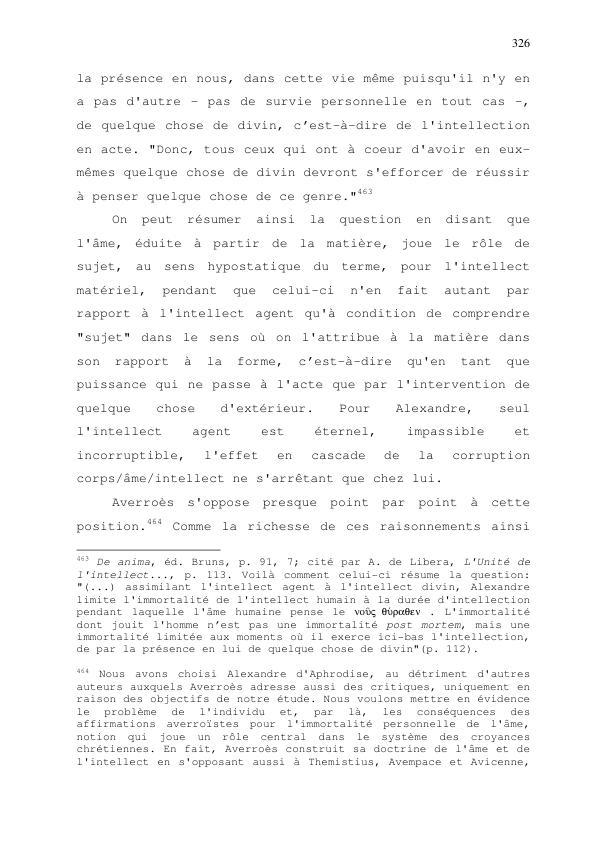 326
la présence en nous, dans cette vie même puisqu'il n'y en
a pas d'autre - pas de survie personnelle en tout cas -,
de quelque chose de divin, c’est-à-dire de l'intellection
en acte. "Donc, tous ceux qui ont à coeur d'avoir en eux-
mêmes quelque chose de divin devront s'efforcer de réussir
à penser quelque chose de ce genre."463
On peut résumer ainsi la question en disant que
l'âme, éduite à partir de la matière, joue le rôle de
sujet, au sens hypostatique du terme, pour l'intellect
matériel, pendant que celui-ci n'en fait autant par
rapport à l'intellect agent qu'à condition de comprendre
"sujet" dans le sens où on l'attribue à la matière dans
son rapport à la forme, c’est-à-dire qu'en tant que
puissance qui ne passe à l'acte que par l'intervention de
quelque chose d'extérieur. Pour Alexandre, seul
l'intellect agent est éternel, impassible et
incorruptible, l'effet en cascade de la corruption
corps/âme/intellect ne s'arrêtant que chez lui.
Averroès s'oppose presque point par point à cette
position.464 Comme la richesse de ces raisonnements ainsi
463 De anima, éd. Bruns, p. 91, 7; cité par A. de Libera, L'Unité de
l'intellect..., p. 113. Voilà comment celui-ci résume la question:
"(...) assimilant l'intellect agent à l'intellect divin, Alexandre
limite l'immortalité de l'intellect humain à la durée d'intellection
pendant laquelle l'âme humaine pense le νοῦς θύραθεν . L'immortalité
dont jouit l'homme n’est pas une immortalité post mortem, mais une
immortalité limitée aux moments où il exerce ici-bas l'intellection,
de par la présence en lui de quelque chose de divin"(p. 112).
464 Nous avons choisi Alexandre d'Aphrodise, au détriment d'autres
auteurs auxquels Averroès adresse aussi des critiques, uniquement en
raison des objectifs de notre étude. Nous voulons mettre en évidence
le problème de l'individu et, par là, les conséquences des
affirmations averroïstes pour l'immortalité personnelle de l'âme,
notion qui joue un rôle central dans le système des croyances
chrétiennes. En fait, Averroès construit sa doctrine de l'âme et de
l'intellect en s'opposant aussi à Themistius, Avempace et Avicenne,